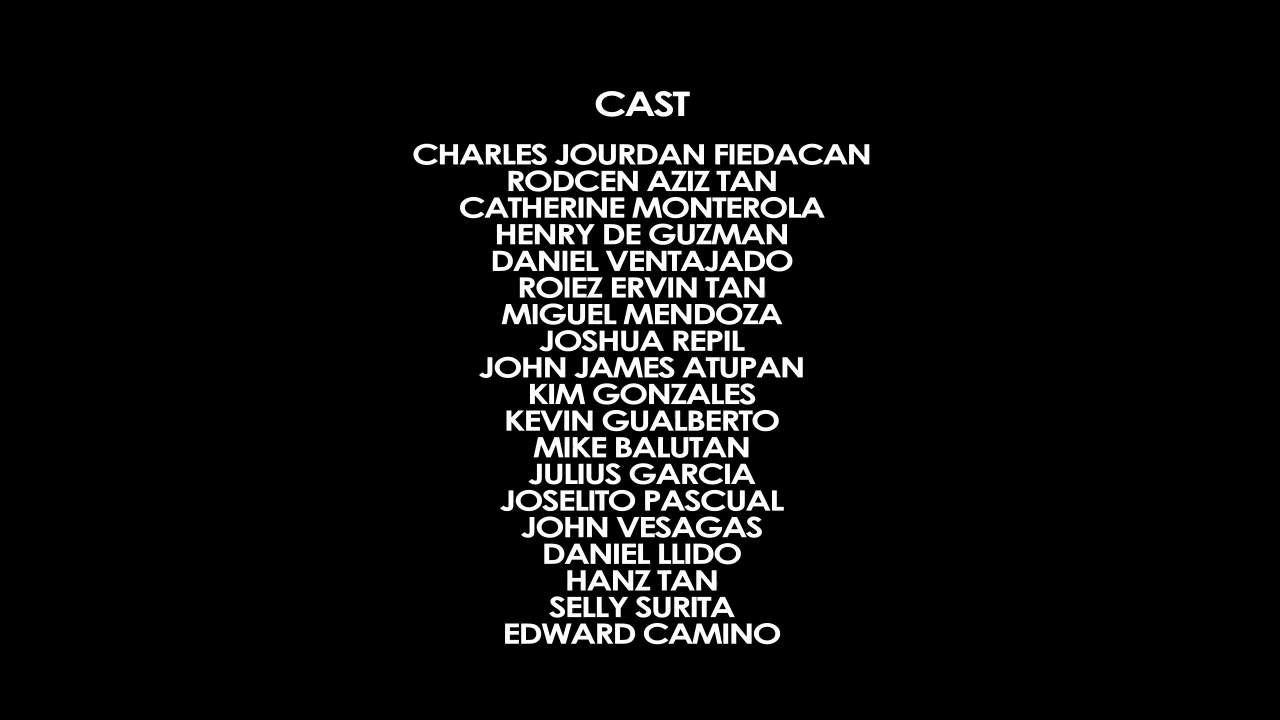 CAST
CHARLES JOURDAN FIEDACAN
RODCEN AZIZ TAN
CATHERINE MONTEROLA
HENRY DE GUZMAN
DANIEL VENTAJADO
ROIEZ ERVIN TAN
MIGUEL MENDOZA
JOSHUA REPIL
JOHN JAMES ATUPAN
KIM GONZALES
KEVIN GUALBERTO
MIKE BALUTAN
JULIUS GARCIA
JOSELITO PASCUAL
JOHN VESAGAS
DANIEL LLIDO
HANZ TAN
SELLY SURITA
EDWARD CAMINO